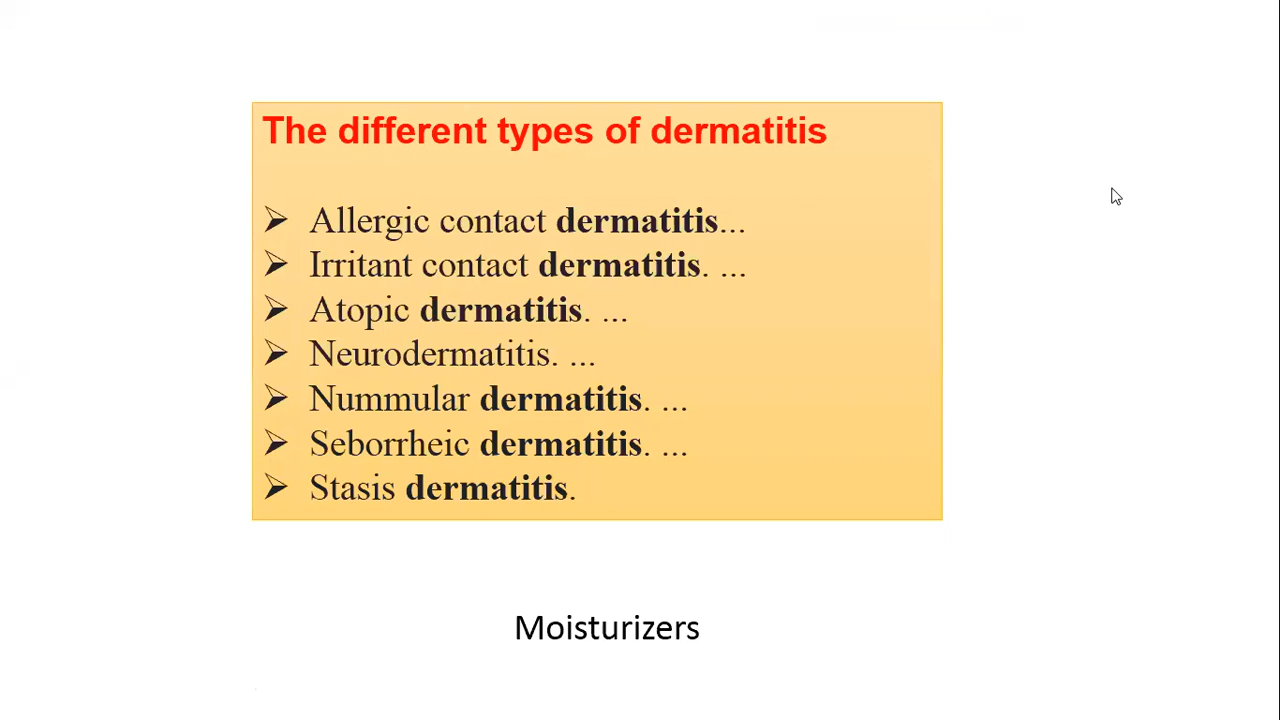 The different types of dermatitis
➢ Allergic contact dermatitis...
➢ Irritant contact dermatitis. ...
➢ Atopic dermatitis. ...
➢ Neurodermatitis. ...
➢ Nummular dermatitis. ...
➢ Seborrheic dermatitis. ...
➢ Stasis dermatitis.
Moisturizers